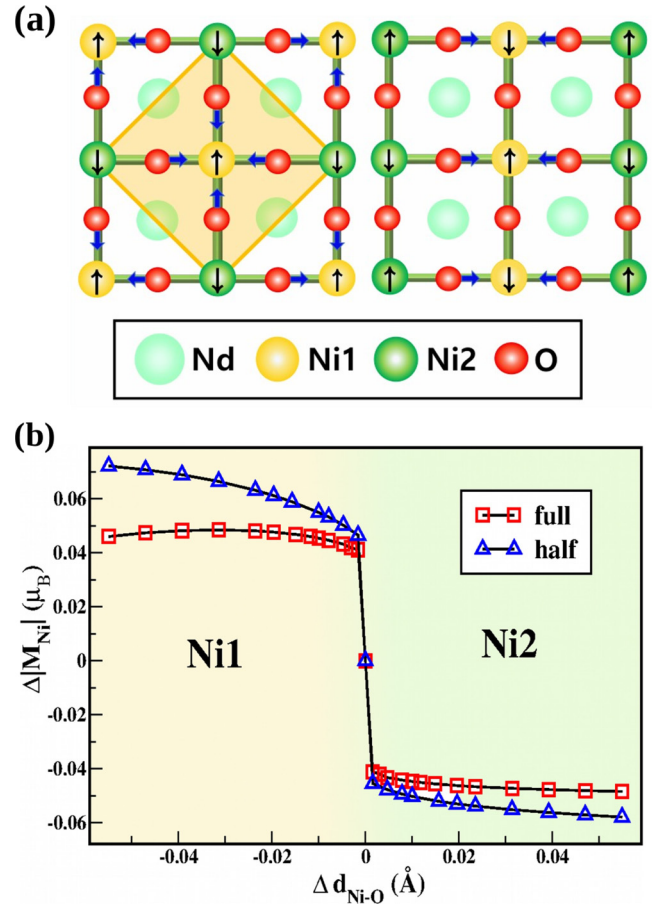 (a)
Nd Ni1 Ni2 O
(b)
Δ|M_Ni| (μ_B)
0.06
0.04
0.02
0
-0.02
-0.04
-0.06
full
half
Ni1 Ni2
-0.04 -0.02 0 0.02 0.04
Δ d_Ni-O (Å)